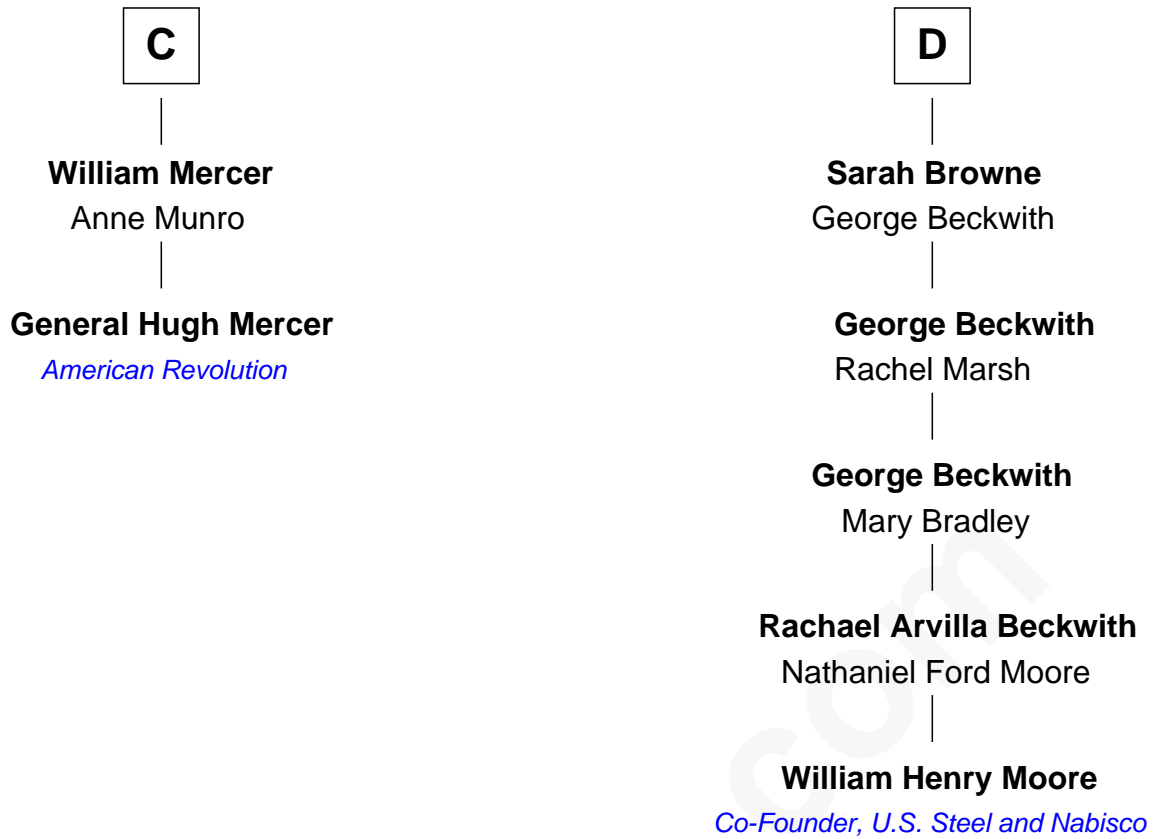 C
William Mercer
Anne Munro
General Hugh Mercer
American Revolution
D
Sarah Browne
George Beckwith
George Beckwith
Rachel Marsh
George Beckwith
Mary Bradley
Rachael Arvilla Beckwith
Nathaniel Ford Moore
William Henry Moore
Co-Founder, U.S. Steel and Nabisco
com